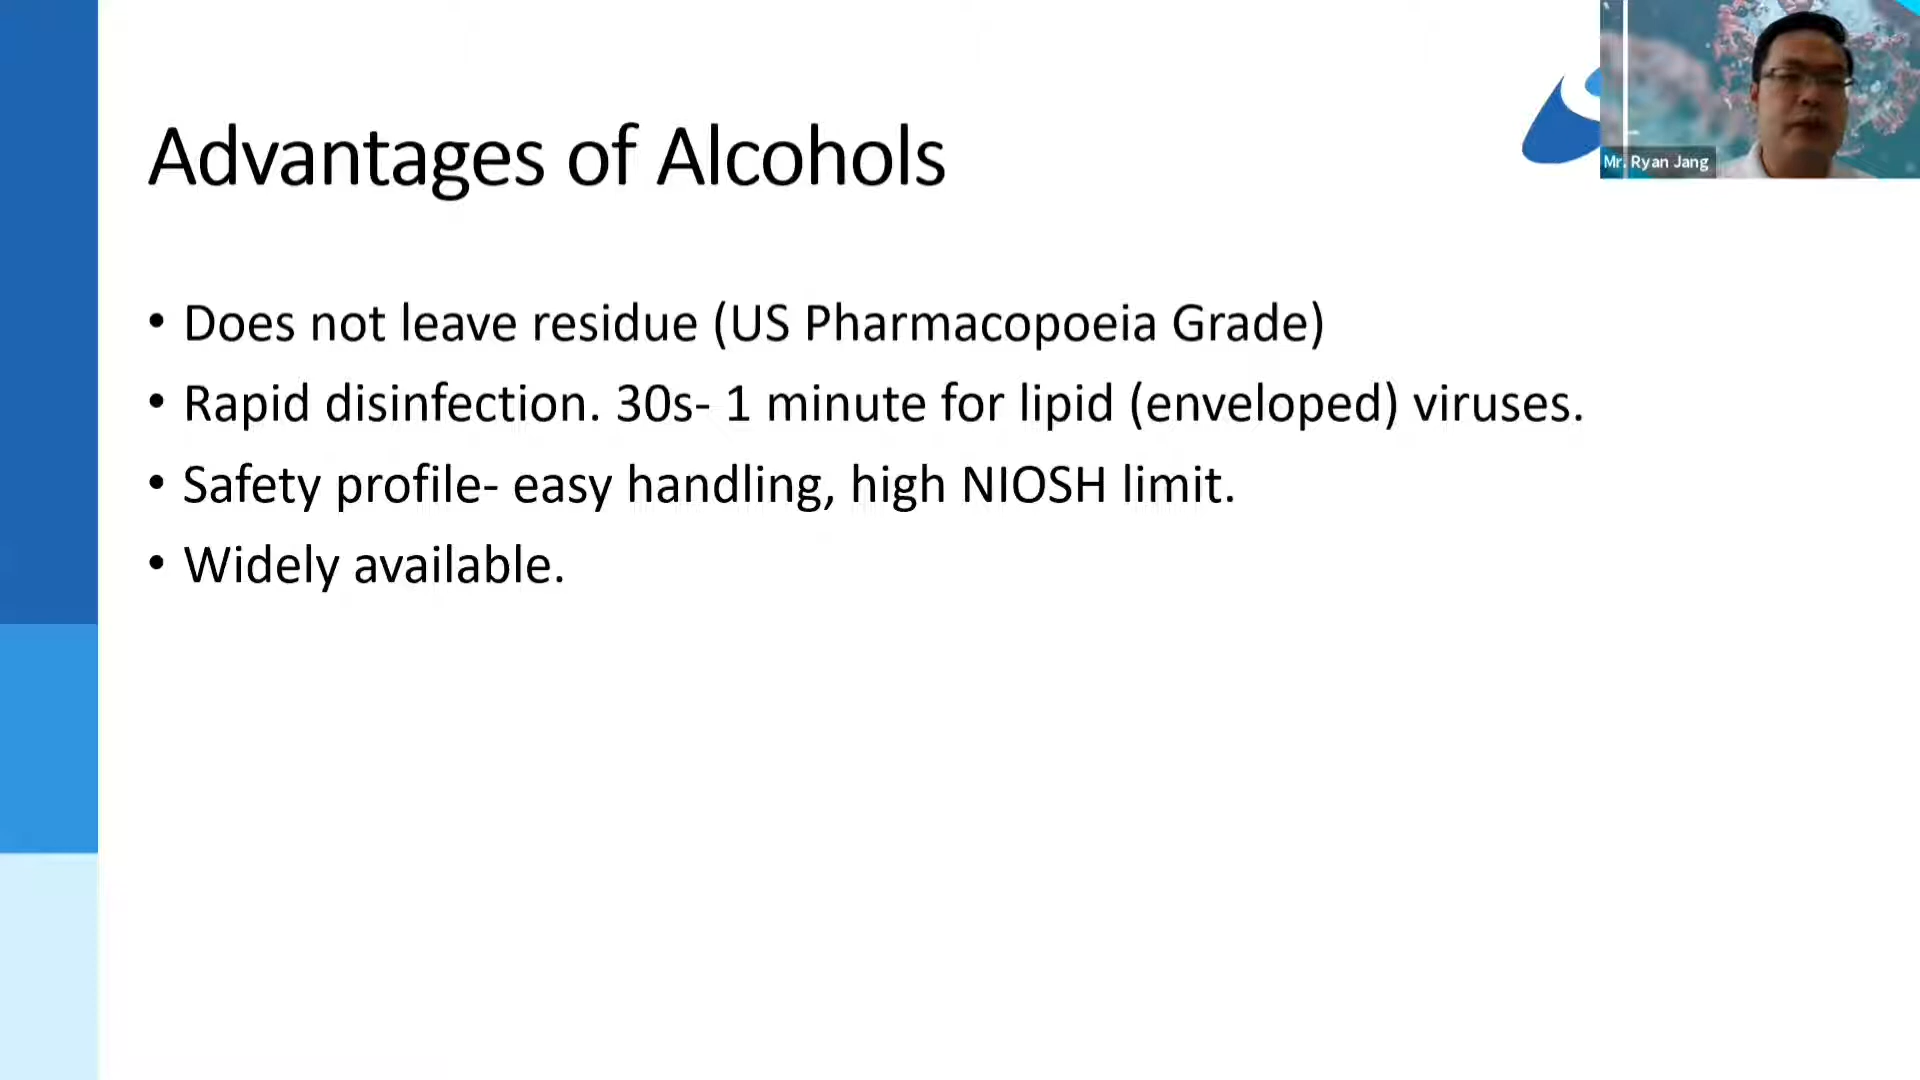 Mr. Ryan Jang
Advantages of Alcohols
• Does not leave residue (US Pharmacopoeia Grade)
• Rapid disinfection. 30s- 1 minute for lipid (enveloped) viruses.
• Safety profile- easy handling, high NIOSH limit.
• Widely available.